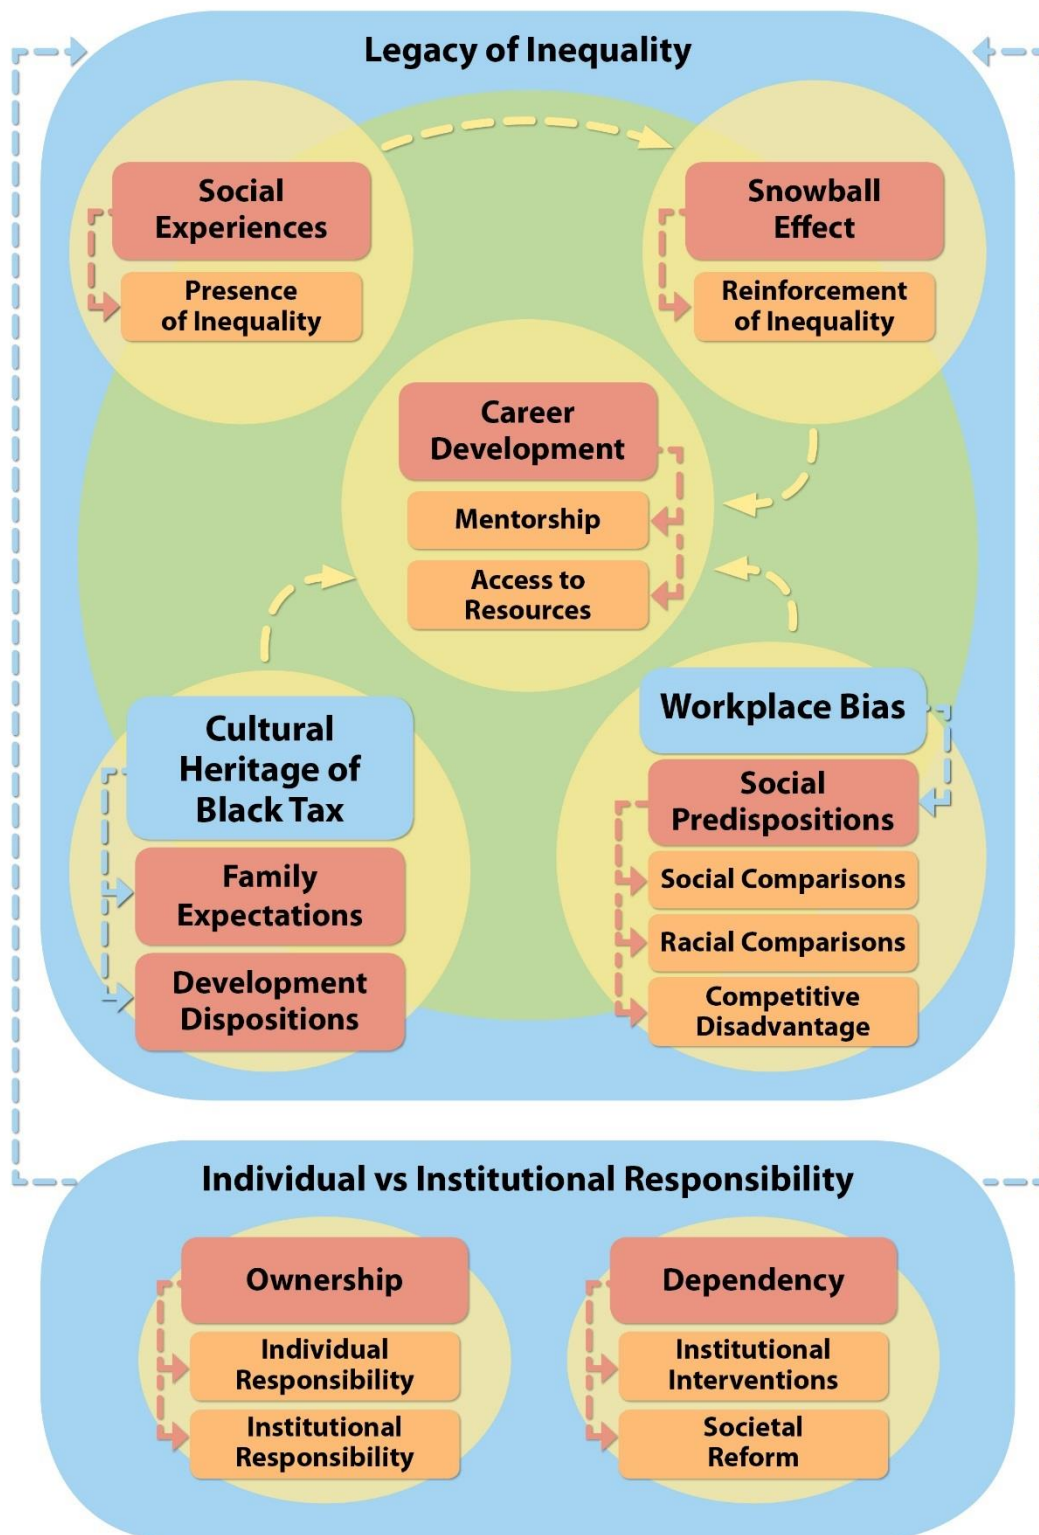 Legacy of Inequality
Social
Experiences
Presence
of Inequality
Snowball
Effect
Reinforcement
of Inequality
Career
Development
Mentorship
Access to
Resources
Cultural
Heritage of
Black Tax
Family
Expectations
Development
Dispositions
Workplace Bias
Social
Predispositions
Social Comparisons
Racial Comparisons
Competitive
Disadvantage
Individual vs Institutional Responsibility
Ownership
Individual
Responsibility
Institutional
Responsibility
Dependency
Institutional
Interventions
Societal
Reform